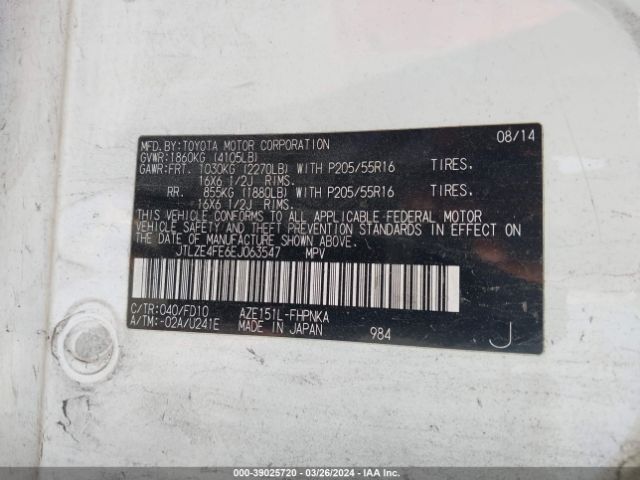 MFD.BY:TOYOTA MOTOR CORPORATION 08/14
GVWR:1860KG (4105LB)
GAWR:FRT. 1030KG (2270LB) WITH P205/55R16 TIRES.
16X6 1/2J RIMS.
RR. 855KG (1880LB) WITH P205/55R16 TIRES.
16X6 1/2J RIMS.
THIS VEHICLE CONFORMS TO ALL APPLICABLE FEDERAL MOTOR
VEHICLE SAFETY AND THEFT PREVENTION STANDARDS IN EFFECT ON
THE DATE OF MANUFACTURE SHOWN ABOVE.
JTLZE4FE6EJ063547 MPV
C/TR:040/FD10 AZE151L-FHPNKA
A/TM:-02A/U241E MADE IN JAPAN 984 J
000-39025720 | 03/26/2024 | IAA, Inc.